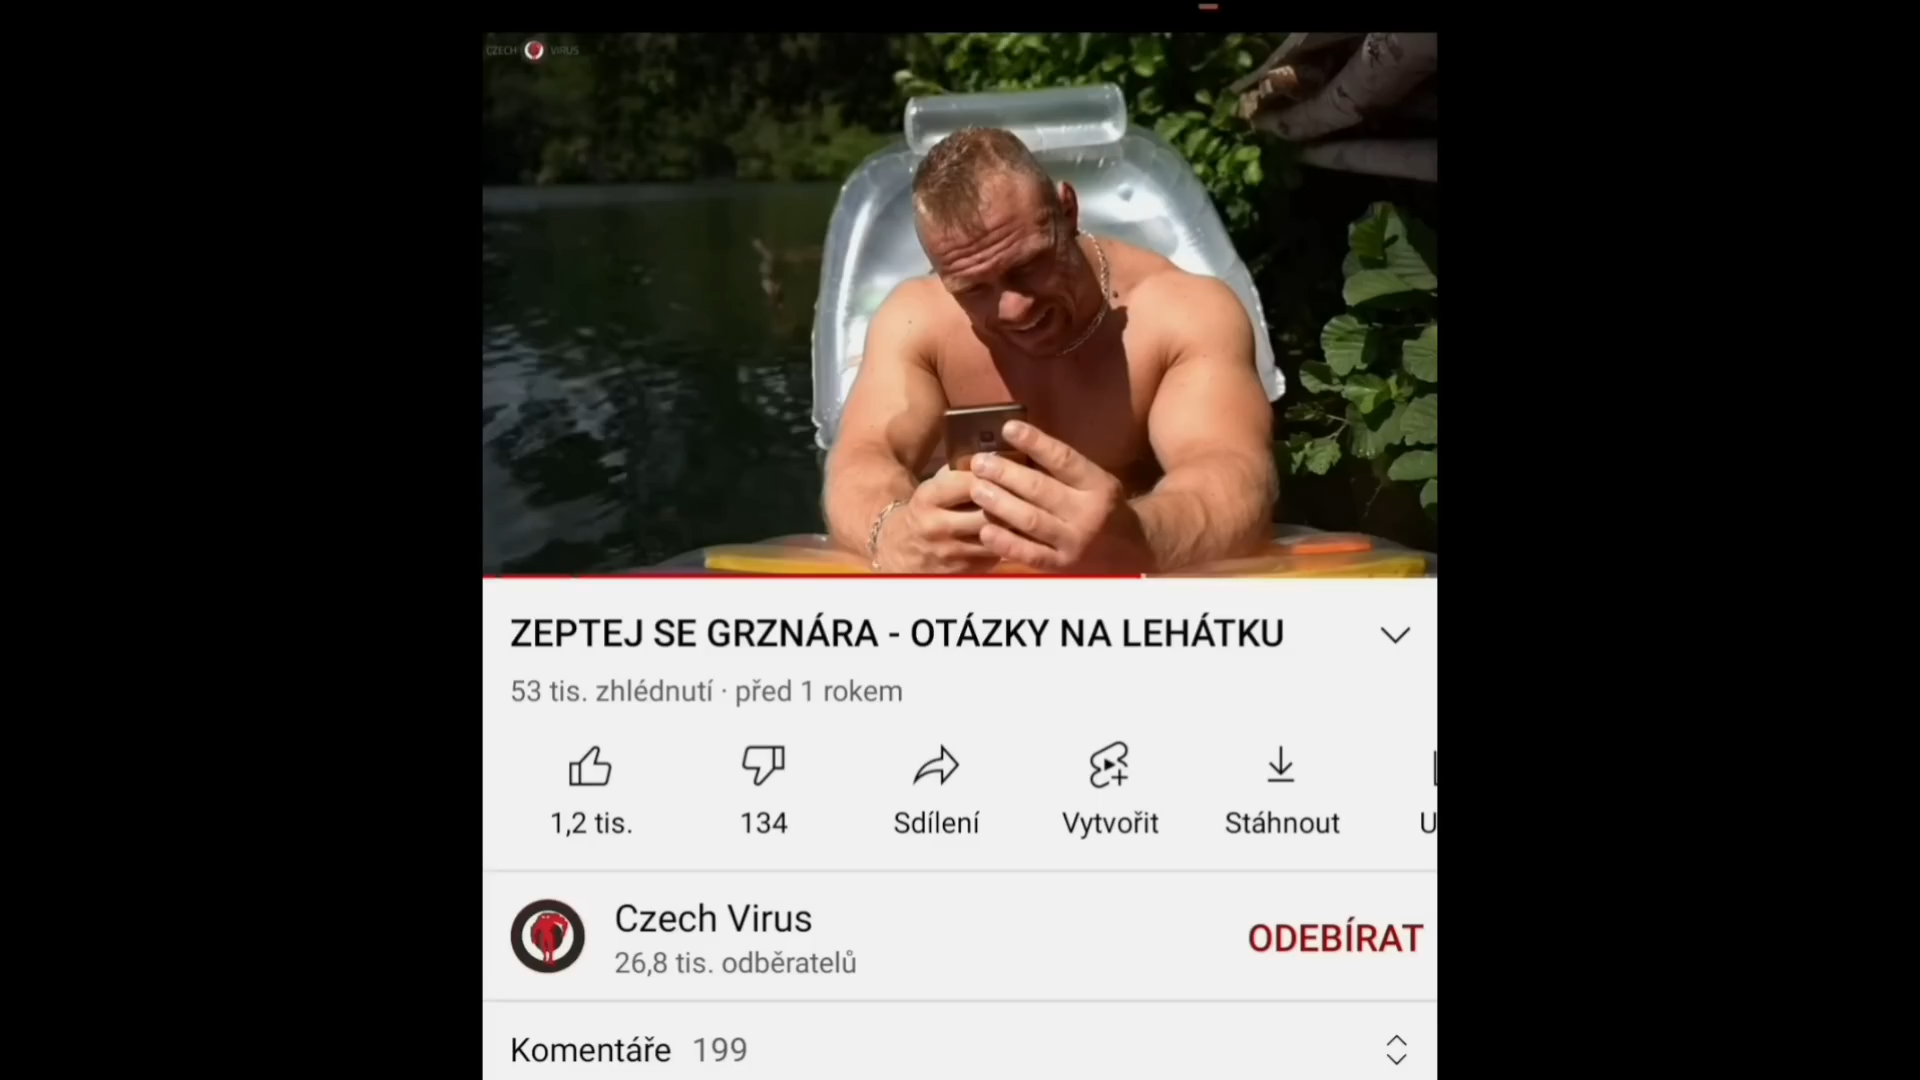 CZECH VIRUS
ZEPTEJ SE GRZNÁRA - OTÁZKY NA LEHÁTKU
53 tis. zhlédnutí · před 1 rokem
1,2 tis.
134
Sdílení
Vytvořit
Stáhnout
U
Czech Virus
26,8 tis. odběratelů
ODEBÍRAT
Komentáře 199